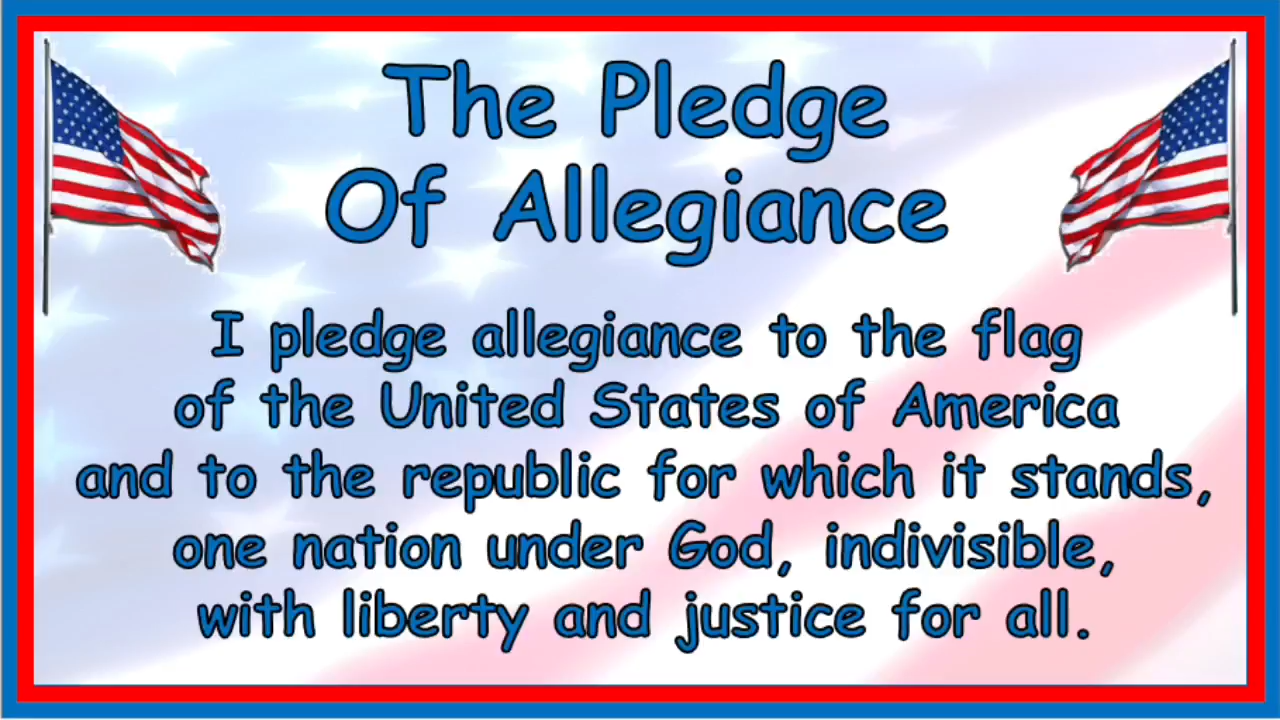 The Pledge
Of Allegiance
I pledge allegiance to the flag
of the United States of America
and to the republic for which it stands,
one nation under God, indivisible,
with liberty and justice for all.